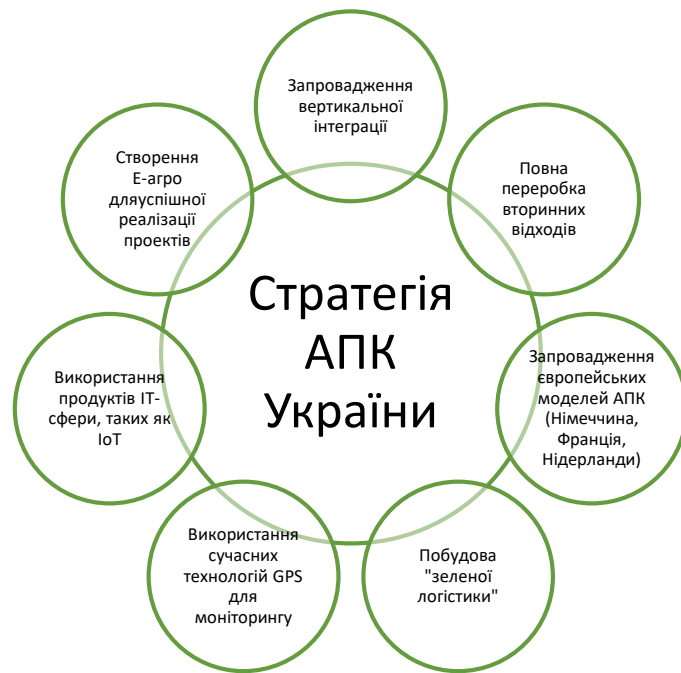 Запровадження
вертикальної
інтеграції
Повна
переробка
вторинних
відходів
Запровадження
європейських
моделей АПК
(Німеччина,
Франція,
Нідерланди)
Побудова
"зеленої
логістики"
Використання
сучасних
технологій GPS
для
моніторингу
Використання
продуктів ІТ-
сфери, таких як
ІоТ
Створення
Е-агро
дляуспішної
реалізації
проектів
Стратегія
АПК
України